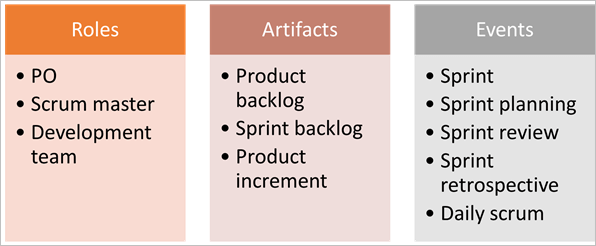 Roles
• PO
• Scrum master
• Development
team
Artifacts
• Product
backlog
• Sprint backlog
• Product
increment
Events
• Sprint
• Sprint planning
• Sprint review
• Sprint
retrospective
• Daily scrum